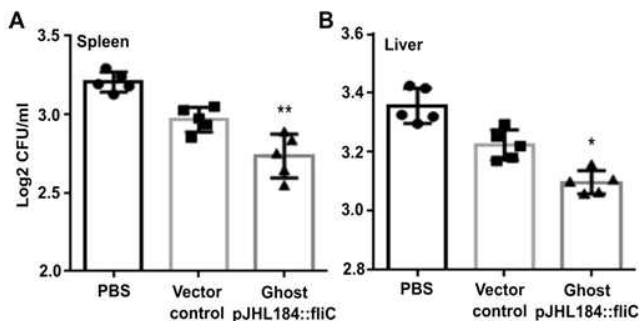 A
Spleen
Log2 CFU/ml
3.5
3.0
2.5
2.0
**
PBS
Vector
control
Ghost
pJHL184::fliC
B
Liver
3.6
3.4
3.2
3.0
2.8
*
PBS
Vector
control
Ghost
pJHL184::fliC